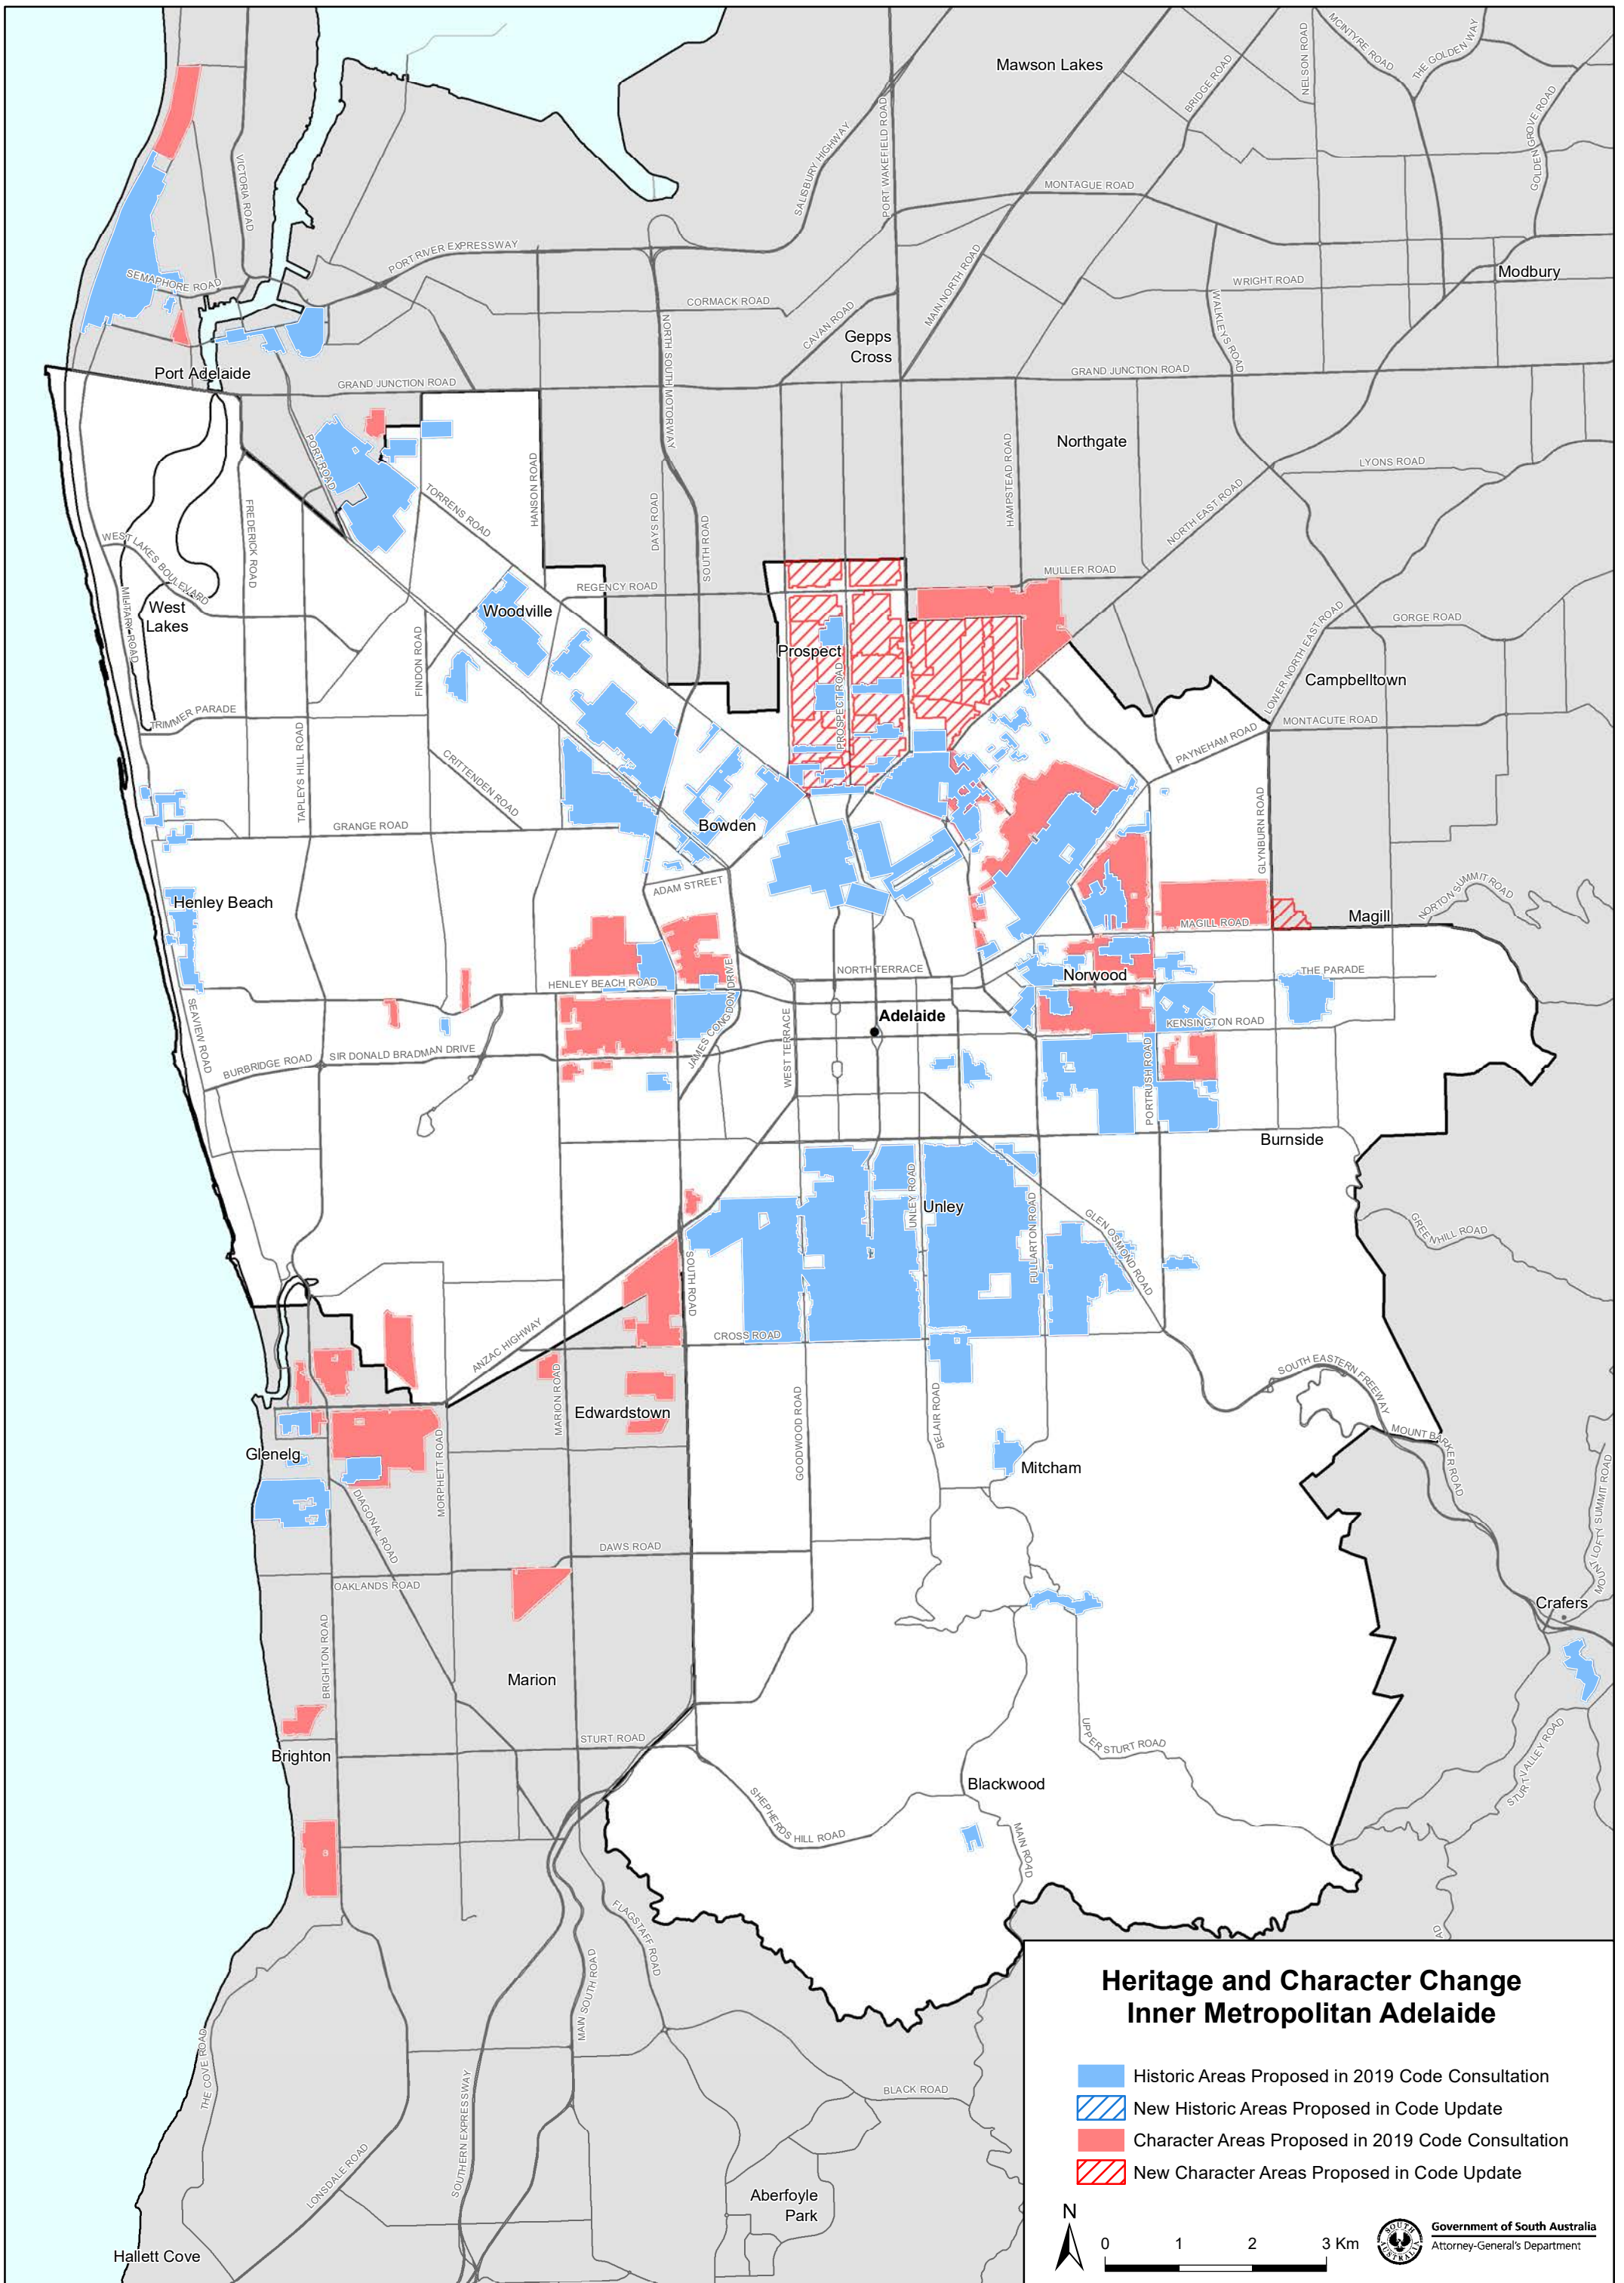 Mawson Lakes
MCINTYRE ROAD
THE GOLDEN WAY
NELSON ROAD
BRIDGE ROAD
GOLDEN GROVE ROAD
PORT WAKEFIELD ROAD
SALISBURY HIGHWAY
VICTORIA ROAD
MONTAGUE ROAD
PORT RIVER EXPRESSWAY
SEMAPHORE ROAD
MAIN NORTH ROAD
WRIGHT ROAD
Modbury
CORMACK ROAD
CAVAN ROAD
WALKLEYS ROAD
NORTH SOUTH MOTORWAY
Gepps
Cross
Port Adelaide
GRAND JUNCTION ROAD
GRAND JUNCTION ROAD
PORT ROAD
HANSON ROAD
HAMPSTEAD ROAD
Northgate
LYONS ROAD
TORRENS ROAD
FREDERICK ROAD
DAYS ROAD
SOUTH ROAD
NORTH EAST ROAD
WEST LAKES BOULEVARD
MILITARY ROAD
West
Lakes
REGENCY ROAD
MULLER ROAD
Woodville
GORGE ROAD
LOWER NORTH EAST ROAD
FINDON ROAD
Prospect
PROSPECT ROAD
Campbelltown
TRIMMER PARADE
MONTACUTE ROAD
TAPLEYS HILL ROAD
PAYNEHAM ROAD
CRITTENDEN ROAD
GRANGE ROAD
Bowden
GLYNBURN ROAD
ADAM STREET
Henley Beach
NORTON SUMMIT ROAD
Magill
MAGILL ROAD
HENLEY BEACH ROAD
NORTH TERRACE
Norwood
THE PARADE
JAMES CONGDON DRIVE
SEAVIEW ROAD
WEST TERRACE
Adelaide
KENSINGTON ROAD
BURBRIDGE ROAD
SIR DONALD BRADMAN DRIVE
PORTRUSH ROAD
Burnside
UNLEY ROAD
Unley
FULLARTON ROAD
GLEN OSMOND ROAD
GREENHILL ROAD
SOUTH ROAD
ANZAC HIGHWAY
CROSS ROAD
SOUTH EASTERN FREEWAY
MARION ROAD
Edwardstown
GOODWOOD ROAD
BELAIR ROAD
MOUNT BARKER ROAD
Glenelg
MORPHETT ROAD
Mitcham
MOUNT LOFTY SUMMIT ROAD
DIAGONAL ROAD
DAWS ROAD
OAKLANDS ROAD
Crafers
BRIGHTON ROAD
Marion
Brighton
STURT ROAD
UPPER STURT ROAD
STURT VALLEY ROAD
Blackwood
SHEPHERDS HILL ROAD
MAIN ROAD
FLAGSTAFF ROAD
AD
MAIN SOUTH ROAD
THE COVE ROAD
BLACK ROAD
SOUTHERN EXPRESSWAY
LONSDALE ROAD
Aberfoyle
Park
Hallett Cove
Heritage and Character Change
Inner Metropolitan Adelaide
Historic Areas Proposed in 2019 Code Consultation
New Historic Areas Proposed in Code Update
Character Areas Proposed in 2019 Code Consultation
New Character Areas Proposed in Code Update
N
0 1 2 3 Km
SOUTH AUSTRALIA
Government of South Australia
Attorney-General's Department